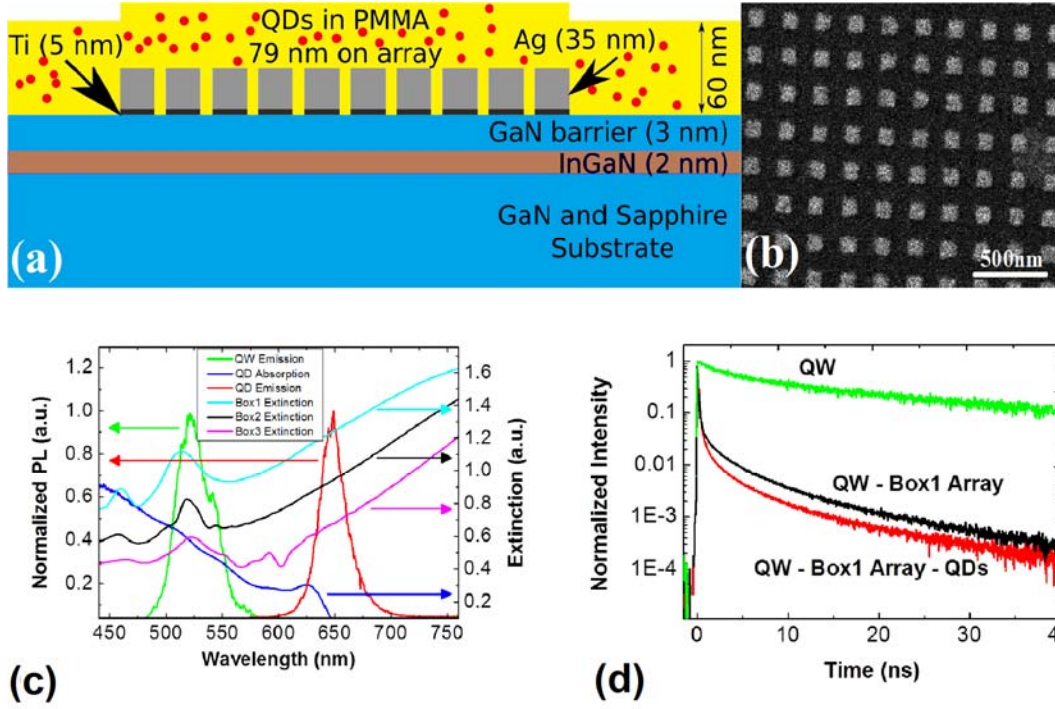 QDs in PMMA
79 nm on array
Ti (5 nm)
Ag (35 nm)
60 nm
GaN barrier (3 nm)
InGaN (2 nm)
GaN and Sapphire
Substrate
(a)
500nm
(b)
Normalized PL (a.u.)
1.2
1.0
0.8
0.6
0.4
0.2
QW Emission
QD Absorption
QD Emission
Box1 Extinction
Box2 Extinction
Box3 Extinction
1.6
1.4
1.2
1.0
0.8
0.6
0.4
0.2
Extinction (a.u.)
450 500 550 600 650 700 750
Wavelength (nm)
(c)
Normalized Intensity
1
0.1
0.01
1E-3
1E-4
QW
QW - Box1 Array
QW - Box1 Array - QDs
0 10 20 30 4
Time (ns)
(d)